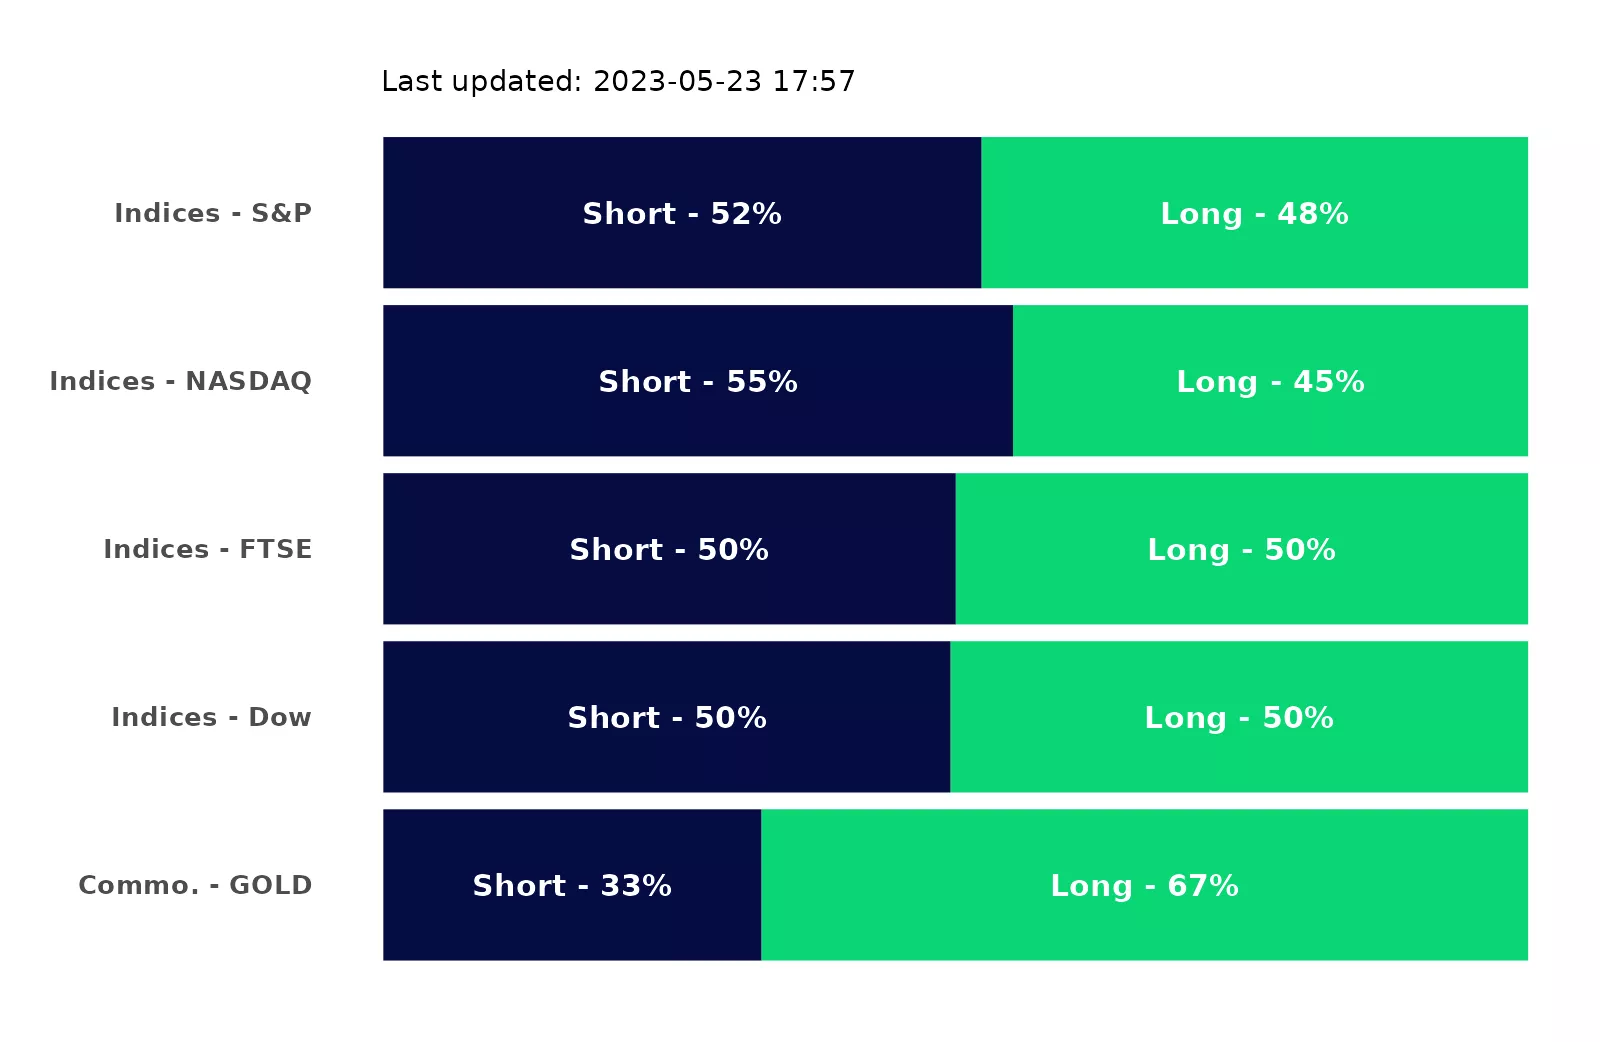 Last updated: 2023-05-23 17:57
Indices - S&P Short - 52% Long - 48%
Indices - NASDAQ Short - 55% Long - 45%
Indices - FTSE Short - 50% Long - 50%
Indices - Dow Short - 50% Long - 50%
Commo. - GOLD Short - 33% Long - 67%